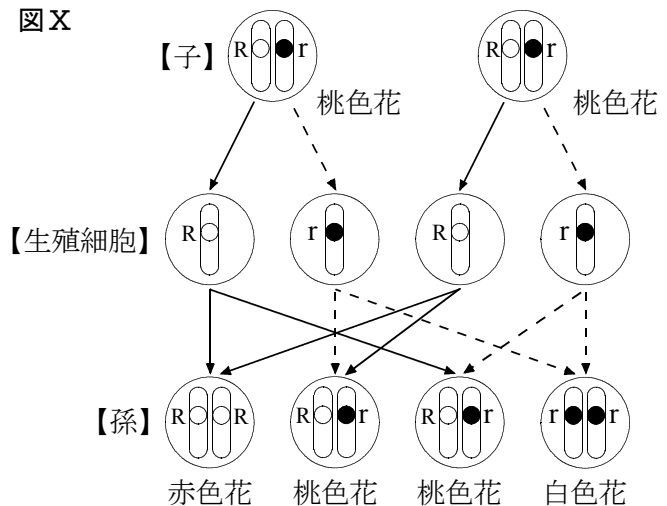 図X
【子】 R r R r
桃色花 桃色花
【生殖細胞】 R r R r
【孫】 R R R r R r r r
赤色花 桃色花 桃色花 白色花